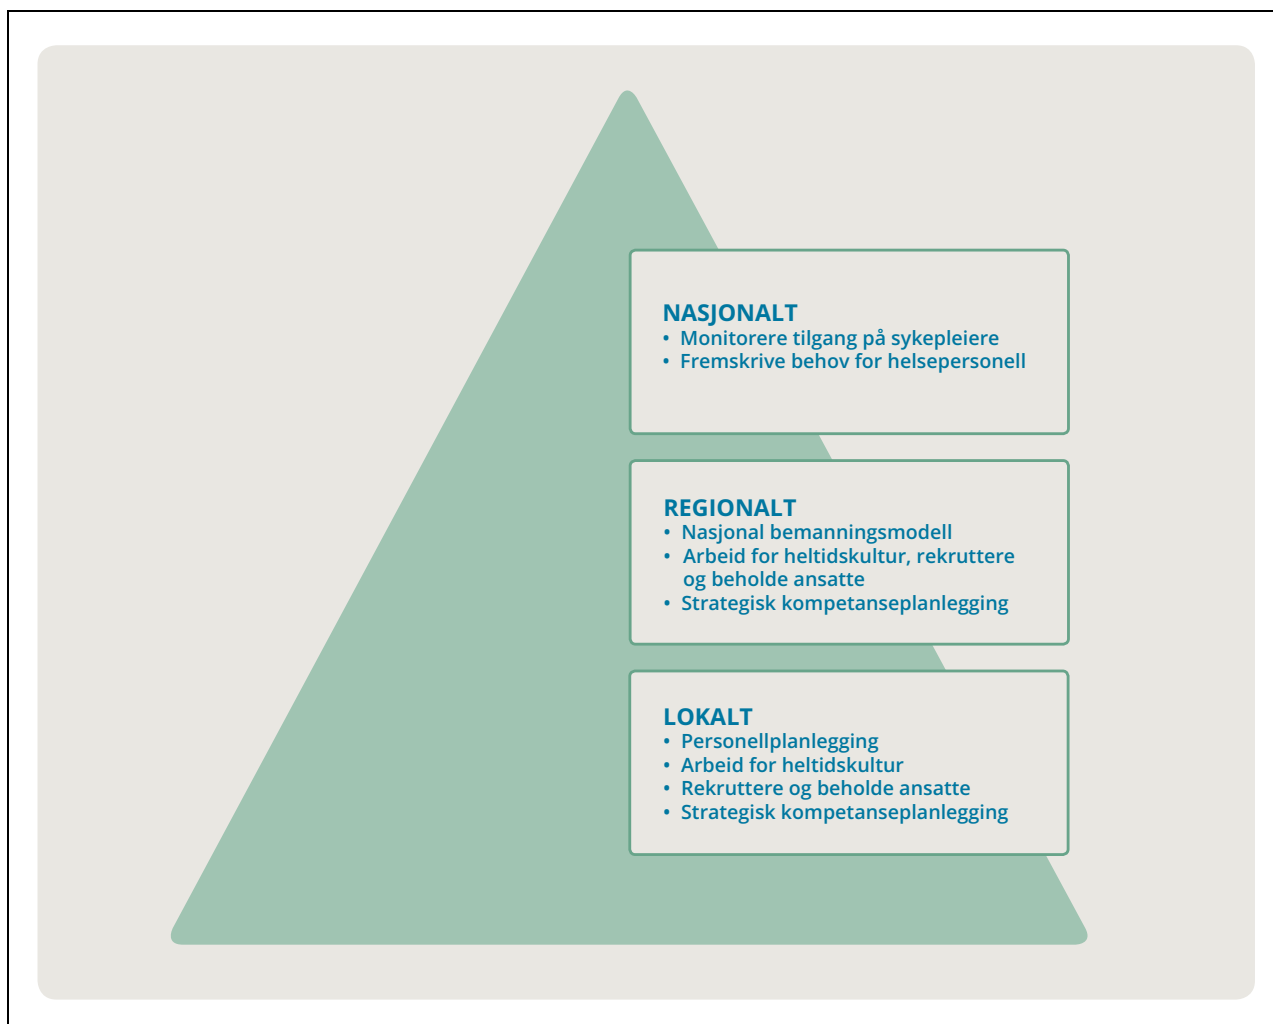 NASJONALT
• Monitorere tilgang på sykepleiere
• Fremskrive behov for helsepersonell
REGIONALT
• Nasjonal bemanningsmodell
• Arbeid for heltidskultur, rekruttere
og beholde ansatte
• Strategisk kompetanseplanlegging
LOKALT
• Personellplanlegging
• Arbeid for heltidskultur
• Rekruttere og beholde ansatte
• Strategisk kompetanseplanlegging